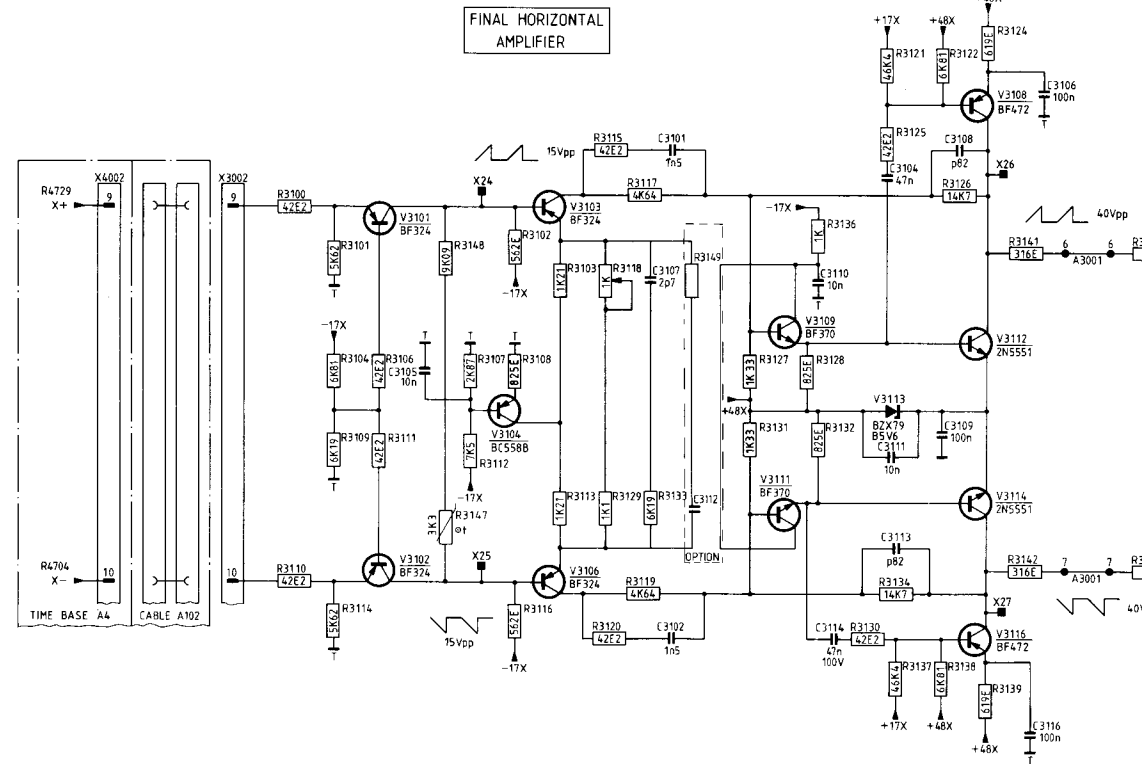 FINAL HORIZONTAL
AMPLIFIER
+48X
R3124
619E
+17X
+48X
R3121
46K4
R3122
6K81
V3108
BF472
C3106
100n
T
R3125
42E2
C3104
47n
C3108
p82
X26
R3126
14K7
R3115
42E2
C3101
1n5
15Vpp
R3117
4K64
X4002
X3002
R4729
X+
9
9
R3100
42E2
V3101
BF324
X24
V3103
BF324
R3101
5K62
T
R3148
9K09
R3102
562E
-17X
R3103
1K21
R3118
1K
C3107
2p7
R3149
-17X
R3136
1K
C3110
10n
T
40Vpp
R3141
316E
6
6
A3001
V3109
BF370
V3112
2N5551
-17X
R3104
6K81
R3106
42E2
T
C3105
10n
T
R3107
2K87
T
R3108
825E
R3127
1K33
R3128
825E
+48X
V3113
BZX79
B5V6
C3111
10n
C3109
100n
T
R3109
6K19
T
R3111
42E2
V3104
BC558B
7K5
R3112
-17X
R3131
1K33
R3132
825E
3K3
R3147
V3111
BF370
V3114
2N5551
R3113
1K21
R3129
1K1
R3133
6K19
C3112
OPTION
R4704
X-
10
10
R3110
42E2
V3102
BF324
X25
V3106
BF324
C3113
p82
R3142
316E
7
7
A3001
R3119
4K64
R3134
14K7
TIME BASE A4
CABLE A102
R3114
5K62
T
15Vpp
R3116
562E
-17X
R3120
42E2
C3102
1n5
X27
C3114
47n
100V
R3130
42E2
V3116
BF472
R3137
46K4
R3138
6K81
R3139
619E
+17X
+48X
+48X
C3116
100n
T